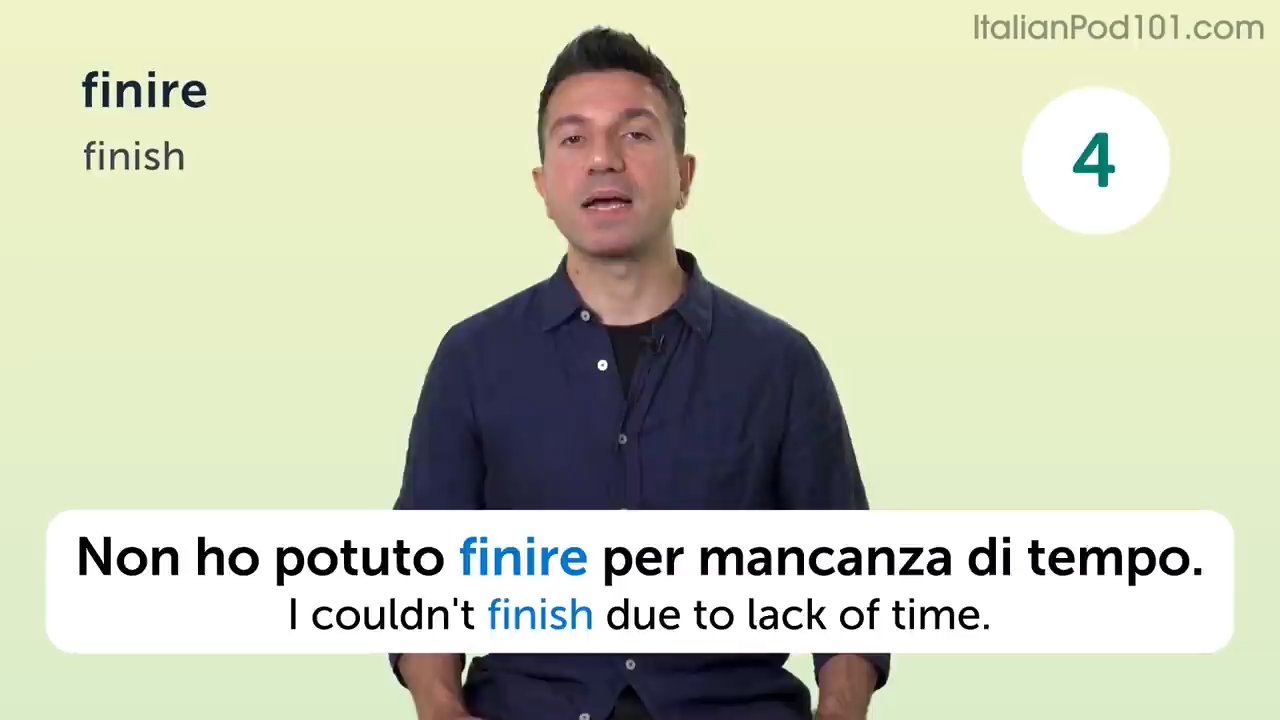 ItalianPod101.com
finire
finish
4
Non ho potuto finire per mancanza di tempo.
I couldn't finish due to lack of time.